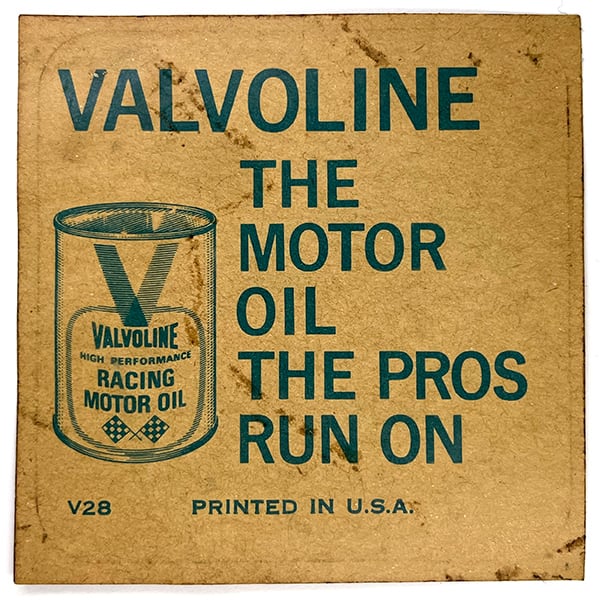 VALVOLINE
THE
MOTOR
OIL
THE PROS
RUN ON
V
VALVOLINE
HIGH PERFORMANCE
RACING
MOTOR OIL
V28 PRINTED IN U.S.A.